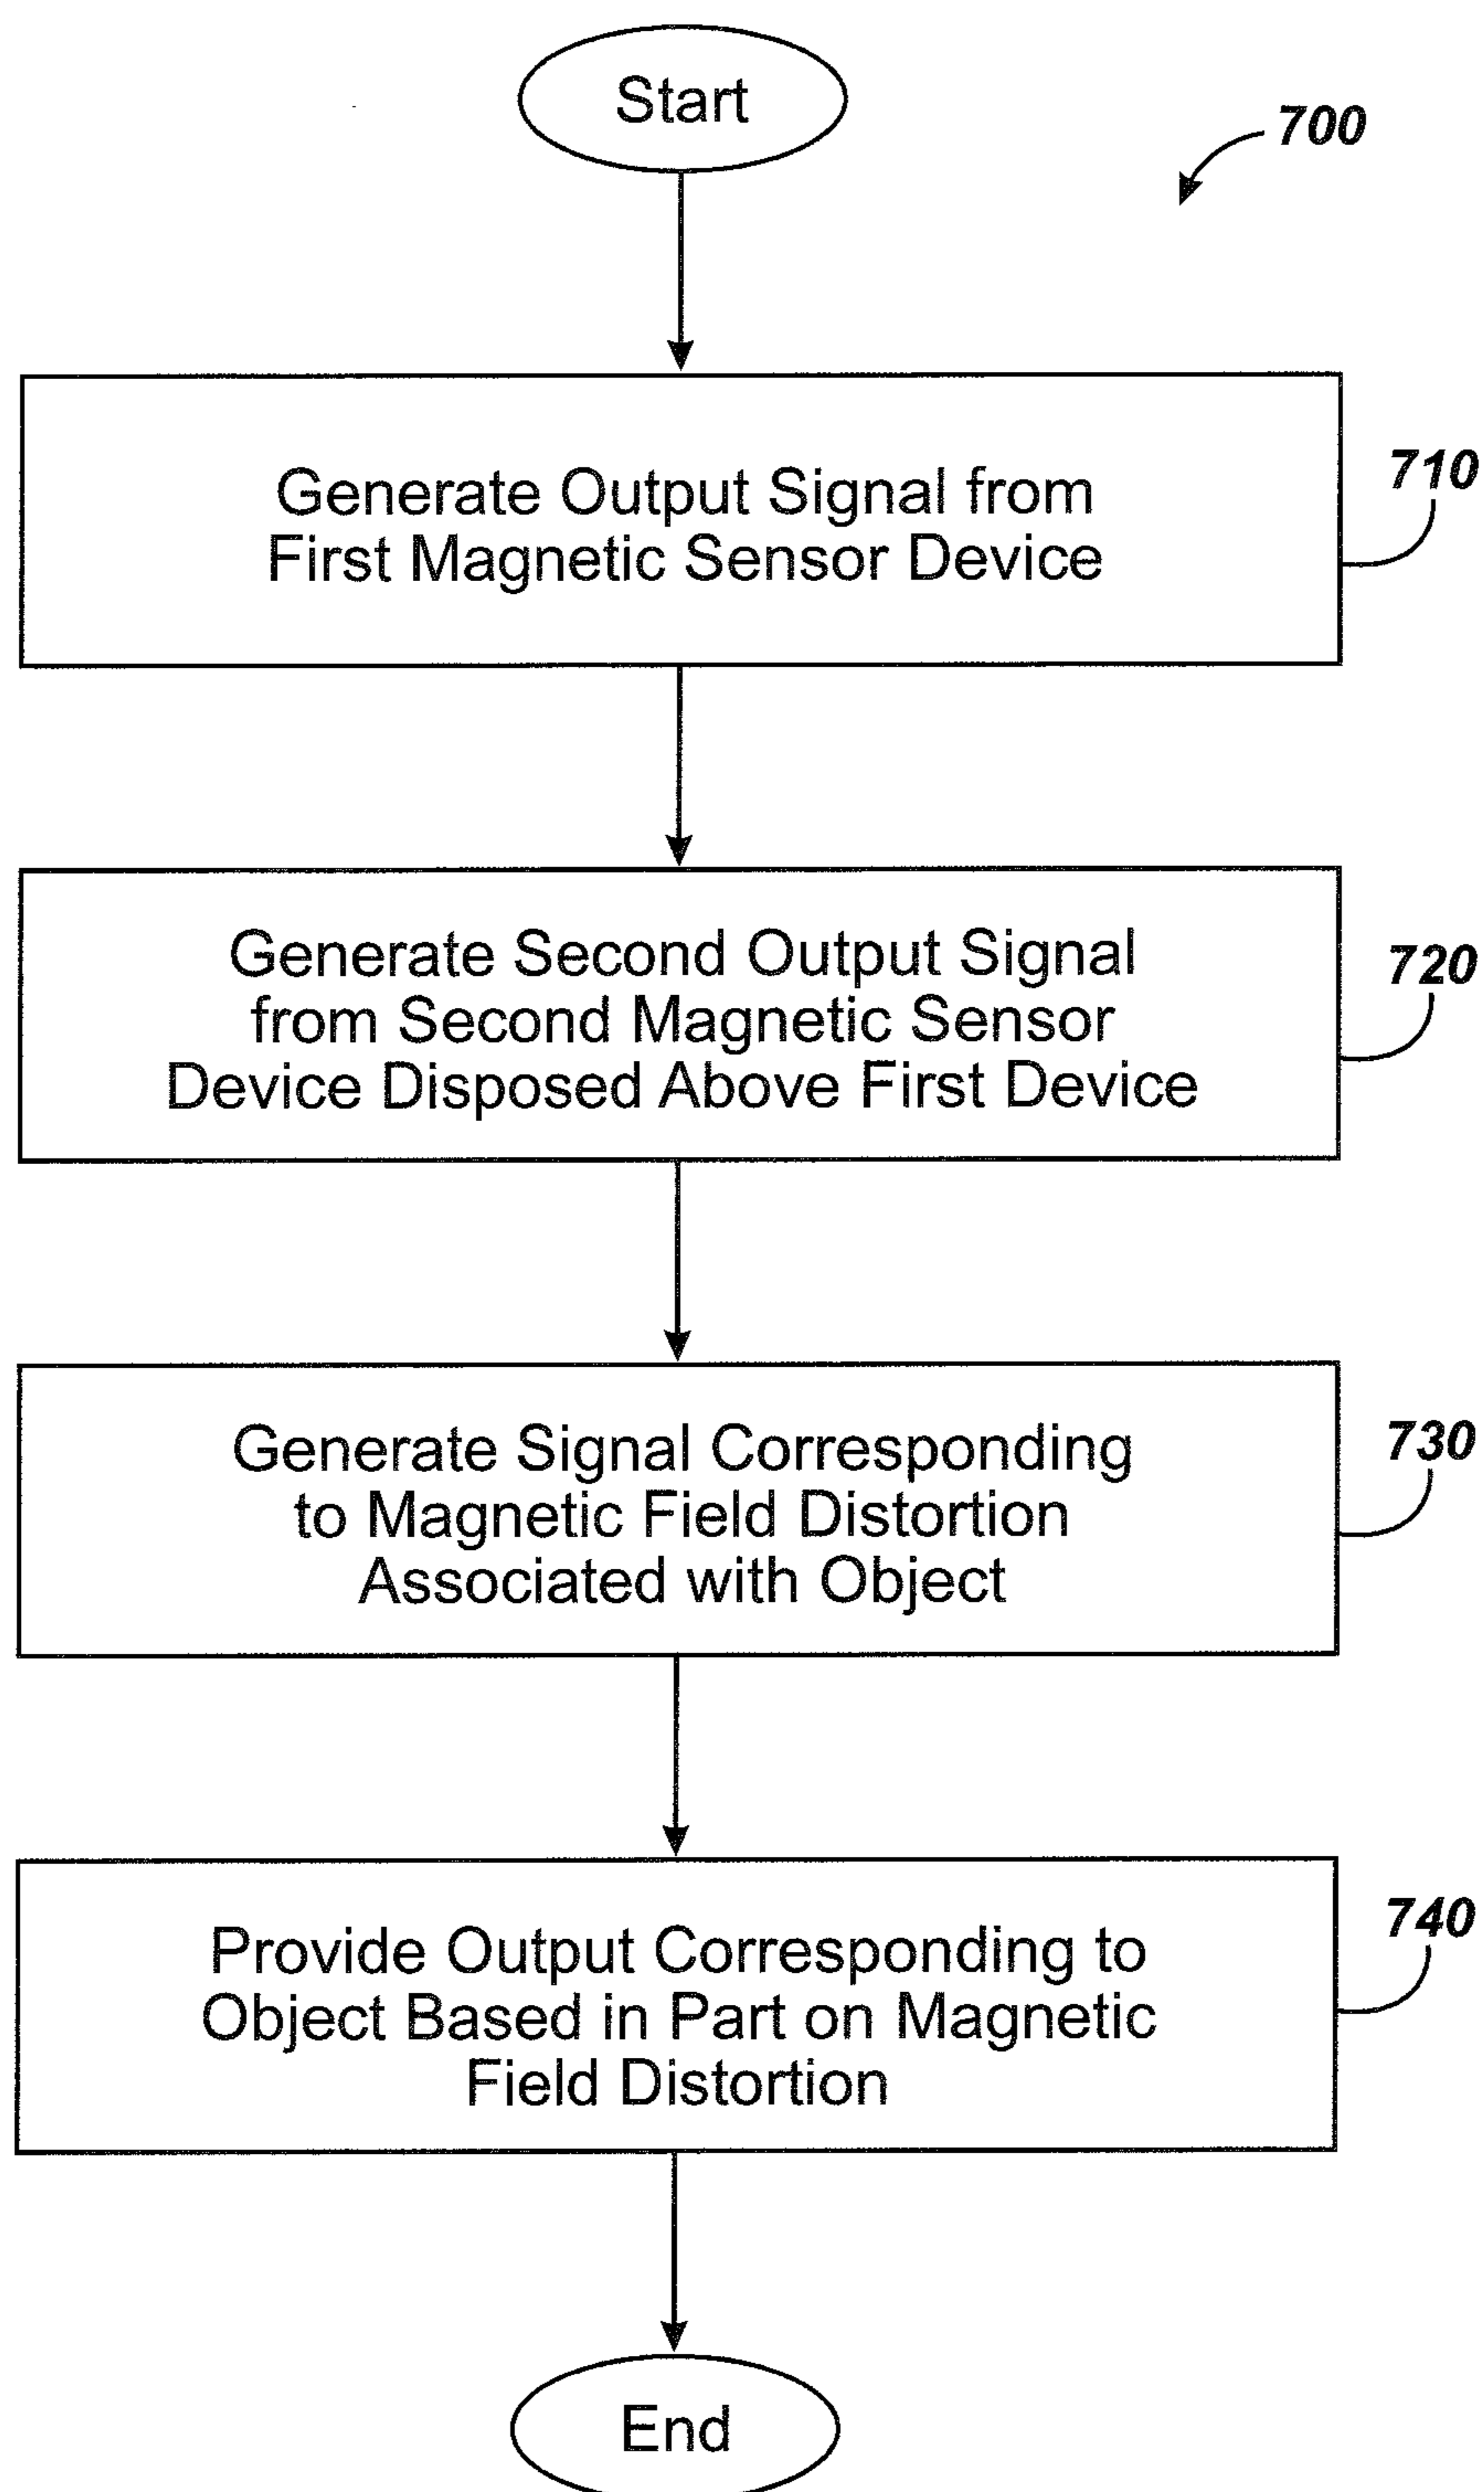 Start
700
Generate Output Signal from
First Magnetic Sensor Device
710
Generate Second Output Signal
from Second Magnetic Sensor
Device Disposed Above First Device
720
Generate Signal Corresponding
to Magnetic Field Distortion
Associated with Object
730
Provide Output Corresponding to
Object Based in Part on Magnetic
Field Distortion
740
End